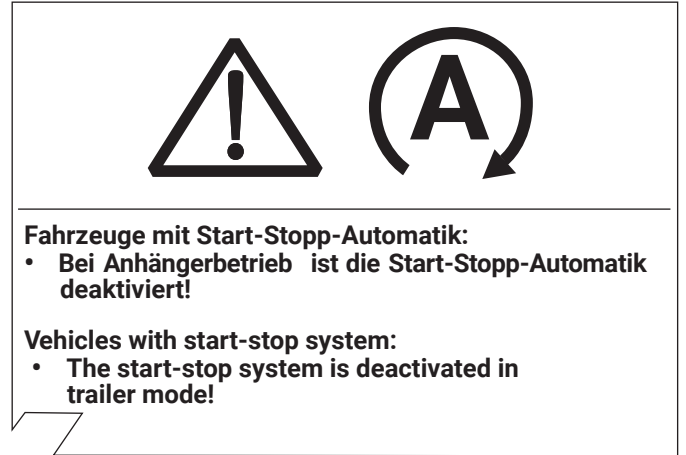 A
Fahrzeuge mit Start-Stopp-Automatik:
• Bei Anhängerbetrieb ist die Start-Stopp-Automatik
deaktiviert!
Vehicles with start-stop system:
• The start-stop system is deactivated in
trailer mode!